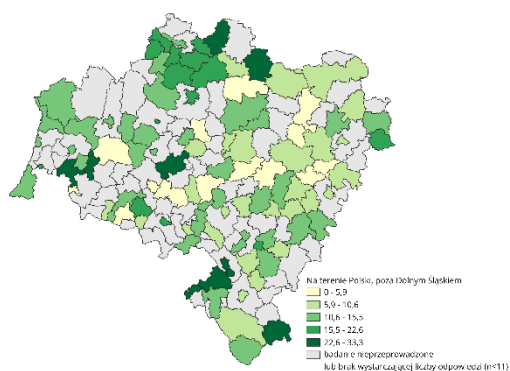 Na terenie Polski, poza Dolnym Śląskiem
0 - 5,9
5,9 - 10,6
10,6 - 15,5
15,5 - 22,6
22,6 - 33,3
badanie nieprzeprowadzone
lub brak wystarczającej liczby odpowiedzi (n<11)